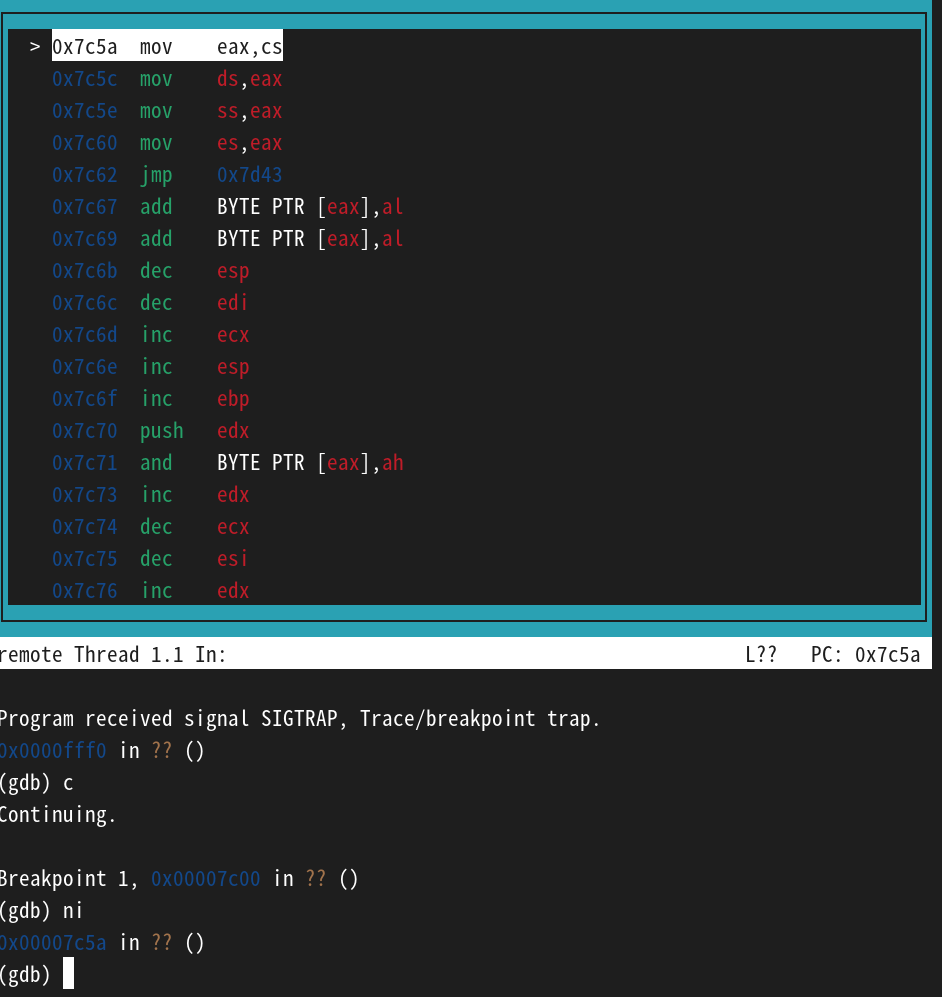 > 0x7c5a  mov    eax,cs
0x7c5c  mov    ds,eax
0x7c5e  mov    ss,eax
0x7c60  mov    es,eax
0x7c62  jmp    0x7d43
0x7c67  add    BYTE PTR [eax],al
0x7c69  add    BYTE PTR [eax],al
0x7c6b  dec    esp
0x7c6c  dec    edi
0x7c6d  inc    ecx
0x7c6e  inc    esp
0x7c6f  inc    ebp
0x7c70  push   edx
0x7c71  and    BYTE PTR [eax],ah
0x7c73  inc    edx
0x7c74  dec    ecx
0x7c75  dec    esi
0x7c76  inc    edx
remote Thread 1.1 In:                                               L??   PC: 0x7c5a
Program received signal SIGTRAP, Trace/breakpoint trap.
0x0000fff0 in ?? ()
(gdb) c
Continuing.
Breakpoint 1, 0x00007c00 in ?? ()
(gdb) ni
0x00007c5a in ?? ()
(gdb)